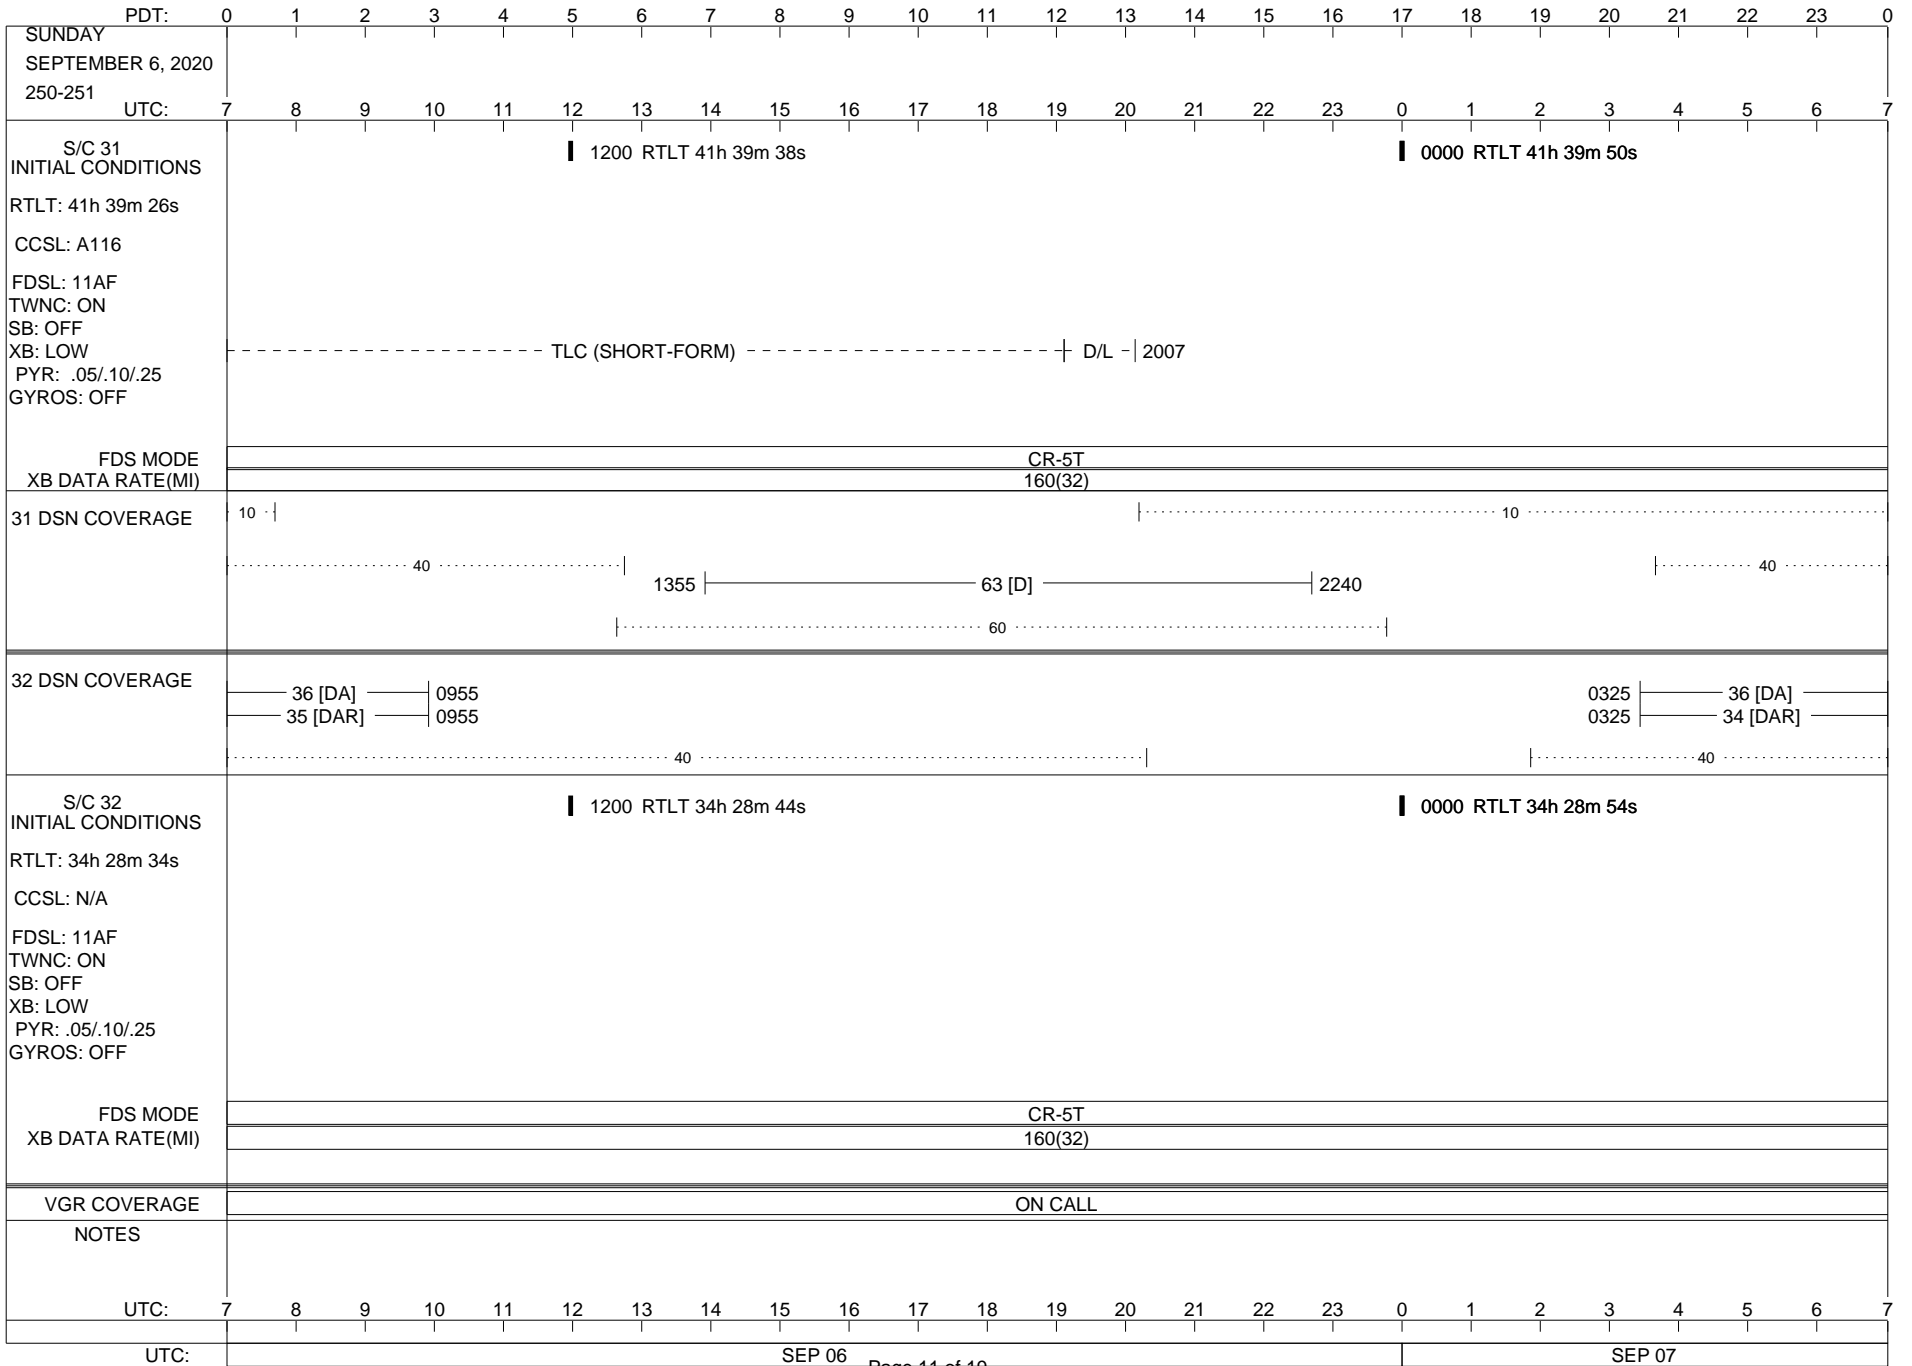 PDT: 0 1 2 3 4 5 6 7 8 9 10 11 12 13 14 15 16 17 18 19 20 21 22 23 0
SUNDAY
SEPTEMBER 6, 2020
250-251
UTC: 7 8 9 10 11 12 13 14 15 16 17 18 19 20 21 22 23 0 1 2 3 4 5 6 7
S/C 31
INITIAL CONDITIONS
1200 RTLT 41h 39m 38s
0000 RTLT 41h 39m 50s
RTLT: 41h 39m 26s
CCSL: A116
FDSL: 11AF
TWNC: ON
SB: OFF
XB: LOW
PYR: .05/.10/.25
GYROS: OFF
TLC (SHORT-FORM) D/L 2007
FDS MODE CR-5T
XB DATA RATE(MI) 160(32)
31 DSN COVERAGE
10 10
40 40
1355 63 [D] 2240
60
32 DSN COVERAGE
36 [DA] 0955 0325 36 [DA]
35 [DAR] 0955 0325 34 [DAR]
40 40
S/C 32
INITIAL CONDITIONS
1200 RTLT 34h 28m 44s
0000 RTLT 34h 28m 54s
RTLT: 34h 28m 34s
CCSL: N/A
FDSL: 11AF
TWNC: ON
SB: OFF
XB: LOW
PYR: .05/.10/.25
GYROS: OFF
FDS MODE CR-5T
XB DATA RATE(MI) 160(32)
VGR COVERAGE ON CALL
NOTES
UTC: 7 8 9 10 11 12 13 14 15 16 17 18 19 20 21 22 23 0 1 2 3 4 5 6 7
UTC: SEP 06 SEP 07
Page 11 of 19